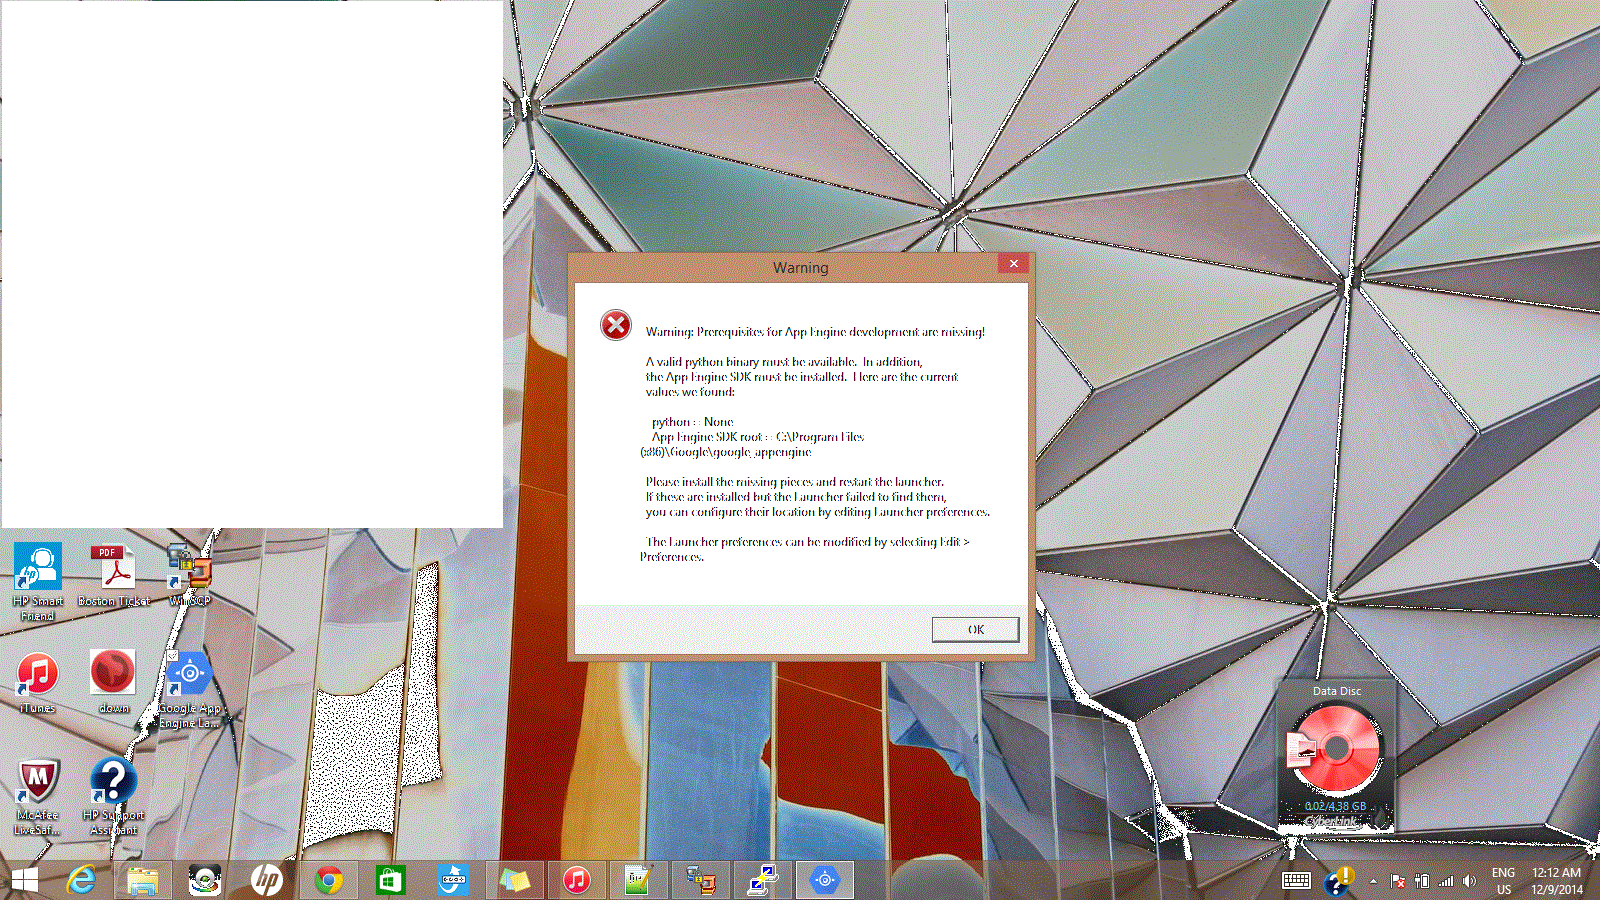 Warning
Warning: Prerequisites for App Engine development are missing!
A valid python binary must be available.  In addition,
the App Engine SDK must be installed.  Here are the current
values we found:
python :: None
App Engine SDK root :: C:\Program Files
(x86)\Google\google_appengine
Please install the missing pieces and restart the launcher.
If these are installed but the Launcher failed to find them,
you can configure their location by editing Launcher preferences.
The Launcher preferences can be modified by selecting Edit >
Preferences.
OK
HP Smart
Friend
PDF
Boston Ticket
WinSCP
iTunes
down
Google App
Engine La...
McAfee
LiveSaf...
HP Support
Assistant
Data Disc
0.02/4.38 GB
CyberLink
ENG
US
12:12 AM
12/9/2014